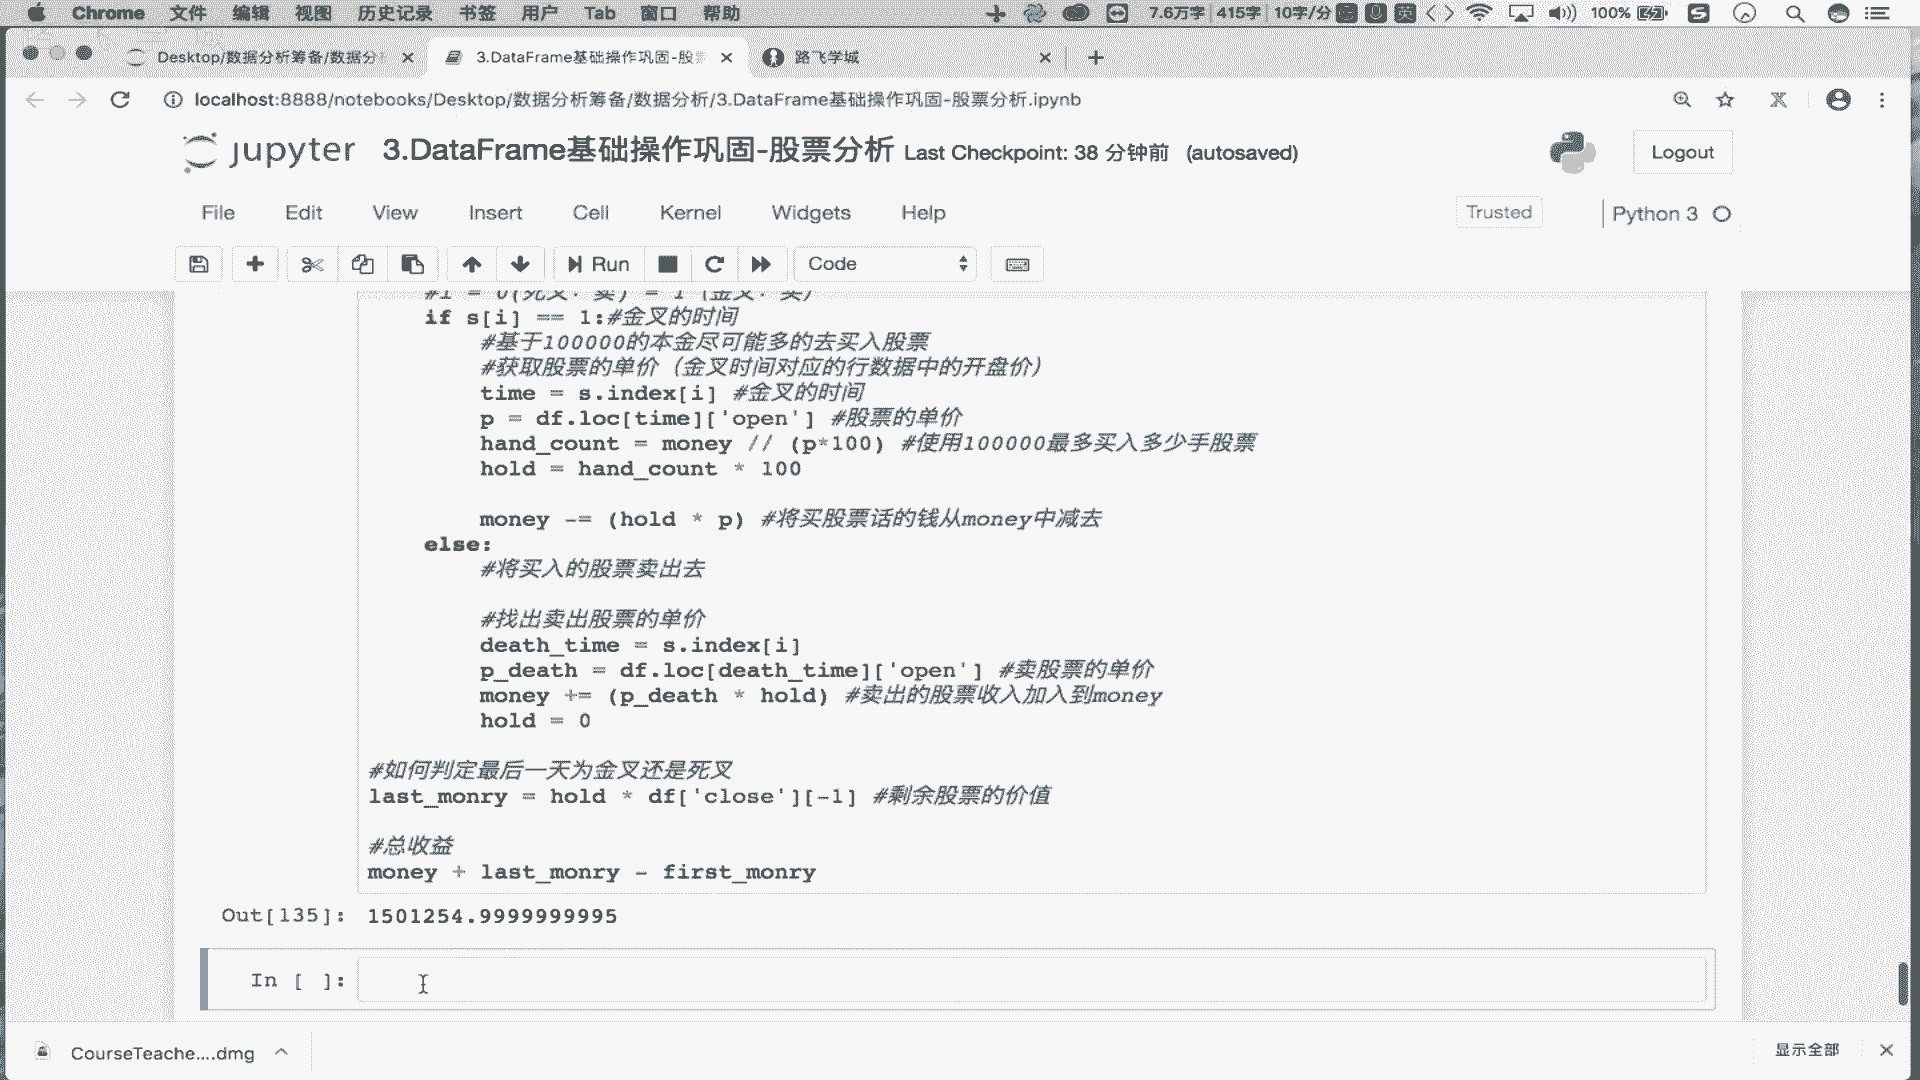 Chrome 文件 编辑 视图 历史记录 书签 用户 Tab 窗口 帮助 7.6万字 415字 10字/分 英 100%
Desktop/数据分析筹备/数据分 3.DataFrame基础操作巩固-股 路飞学城
localhost:8888/notebooks/Desktop/数据分析筹备/数据分析/3.DataFrame基础操作巩固-股票分析.ipynb
jupyter 3.DataFrame基础操作巩固-股票分析 Last Checkpoint: 38 分钟前 (autosaved) Logout
File Edit View Insert Cell Kernel Widgets Help Trusted Python 3
Run Code
if s[i] == 1:#金叉的时间
#基于100000的本金尽可能多的去买入股票
#获取股票的单价（金叉时间对应的行数据中的开盘价）
time = s.index[i] #金叉的时间
p = df.loc[time]['open'] #股票的单价
hand_count = money // (p*100) #使用100000最多买入多少手股票
hold = hand_count * 100
money -= (hold * p) #将买股票话的钱从money中减去
else:
#将买入的股票卖出去
#找出卖出股票的单价
death_time = s.index[i]
p_death = df.loc[death_time]['open'] #卖股票的单价
money += (p_death * hold) #卖出的股票收入加入到money
hold = 0
#如何判定最后一天为金叉还是死叉
last_monry = hold * df['close'][-1] #剩余股票的价值
#总收益
money + last_monry - first_monry
Out[135]: 1501254.9999999995
In [ ]:
CourseTeache....dmg 显示全部